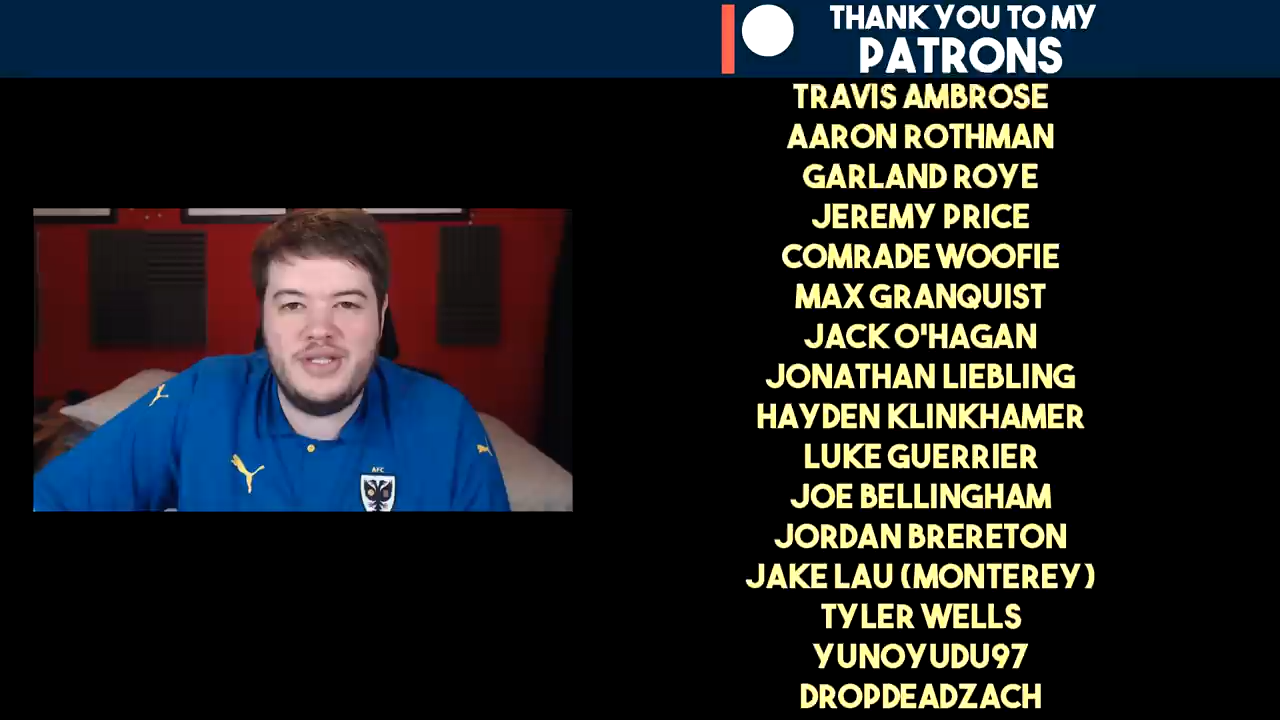 THANK YOU TO MY
PATRONS
TRAVIS AMBROSE
AARON ROTHMAN
GARLAND ROYE
JEREMY PRICE
COMRADE WOOFIE
MAX GRANQUIST
JACK O'HAGAN
JONATHAN LIEBLING
HAYDEN KLINKHAMER
LUKE GUERRIER
JOE BELLINGHAM
JORDAN BRERETON
JAKE LAU (MONTEREY)
TYLER WELLS
YUNOYUDU97
DROPDEADZACH
AFC